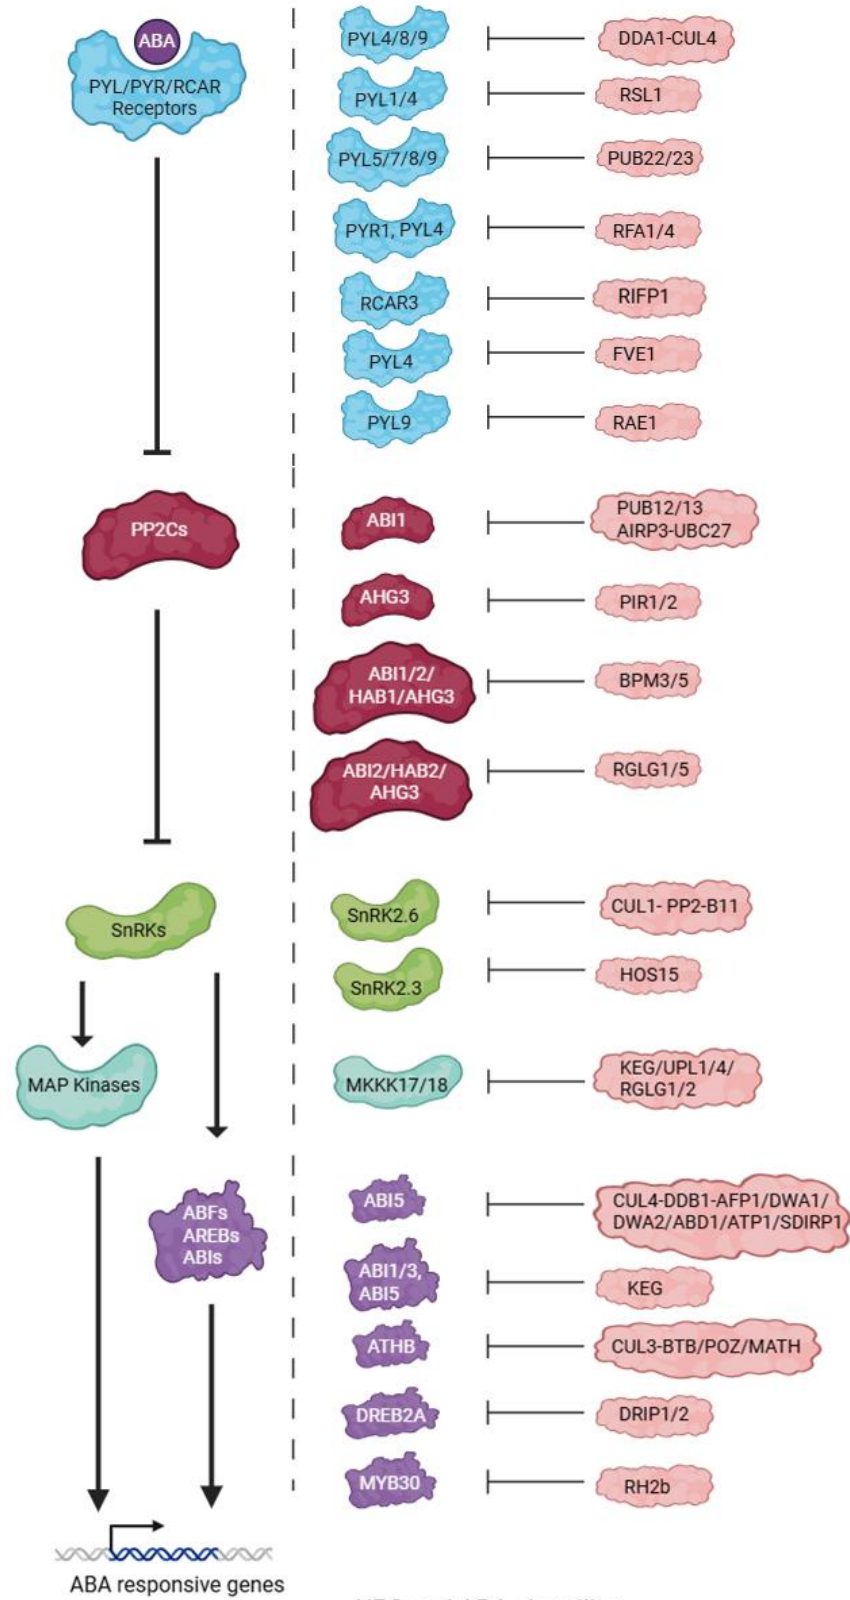 ABA
PYL/PYR/RCAR
Receptors
PYL4/8/9
DDA1-CUL4
PYL1/4
RSL1
PYL5/7/8/9
PUB22/23
PYR1, PYL4
RFA1/4
RCAR3
RIFP1
PYL4
FVE1
PYL9
RAE1
PP2Cs
ABI1
PUB12/13
AIRP3-UBC27
AHG3
PIR1/2
ABI1/2/
HAB1/AHG3
BPM3/5
ABI2/HAB2/
AHG3
RGLG1/5
SnRKs
SnRK2.6
CUL1- PP2-B11
SnRK2.3
HOS15
MAP Kinases
MKKK17/18
KEG/UPL1/4/
RGLG1/2
ABFs
AREBs
ABIs
ABI5
CUL4-DDB1-AFP1/DWA1/
DWA2/ABD1/ATP1/SDIRP1
ABI1/3,
ABI5
KEG
ATHB
CUL3-BTB/POZ/MATH
DREB2A
DRIP1/2
MYB30
RH2b
ABA responsive genes